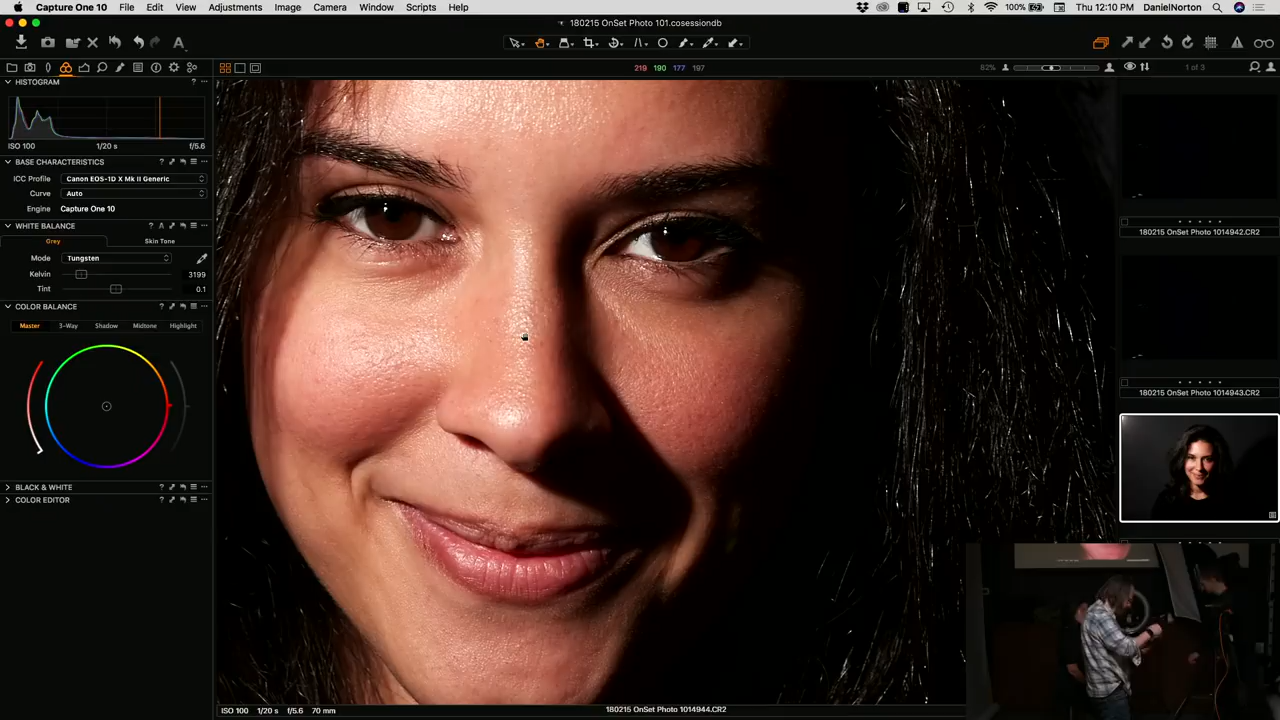 Capture One 10 File Edit View Adjustments Image Camera Window Scripts Help 100% Thu 12:10 PM DanielNorton
180215 OnSet Photo 101.cosessiondb
219 190 177 197 82% 1 of 3
HISTOGRAM ?
ISO 100 1/20 s f/5.6
BASE CHARACTERISTICS ?
ICC Profile Canon EOS-1D X Mk II Generic
Curve Auto
Engine Capture One 10
WHITE BALANCE ? A
Grey Skin Tone
Mode Tungsten
Kelvin 3199
Tint 0.1
COLOR BALANCE ?
Master 3-Way Shadow Midtone Highlight
BLACK & WHITE ?
COLOR EDITOR ?
180215 OnSet Photo 1014942.CR2
180215 OnSet Photo 1014943.CR2
ISO 100 1/20 s f/5.6 70 mm 180215 OnSet Photo 1014944.CR2